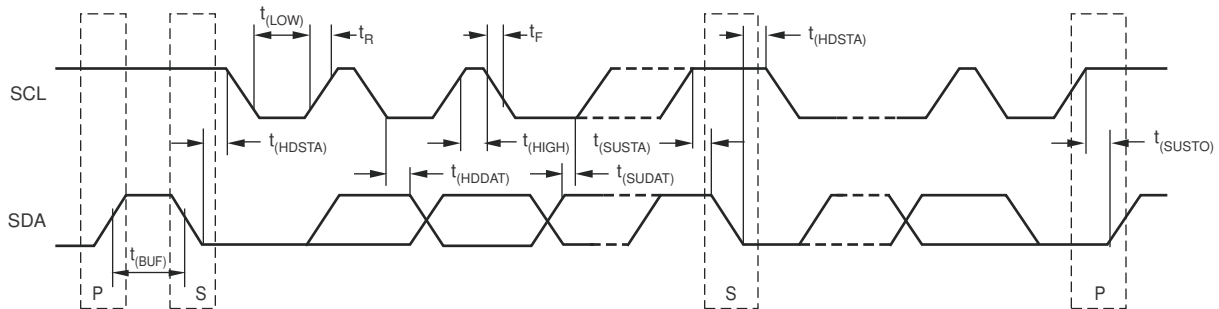 t(LOW)
tR
tF
t(HDSTA)
SCL
t(HDSTA)
t(HIGH)
t(SUSTA)
t(SUSTO)
t(HDDAT)
t(SUDAT)
SDA
t(BUF)
P
S
S
P